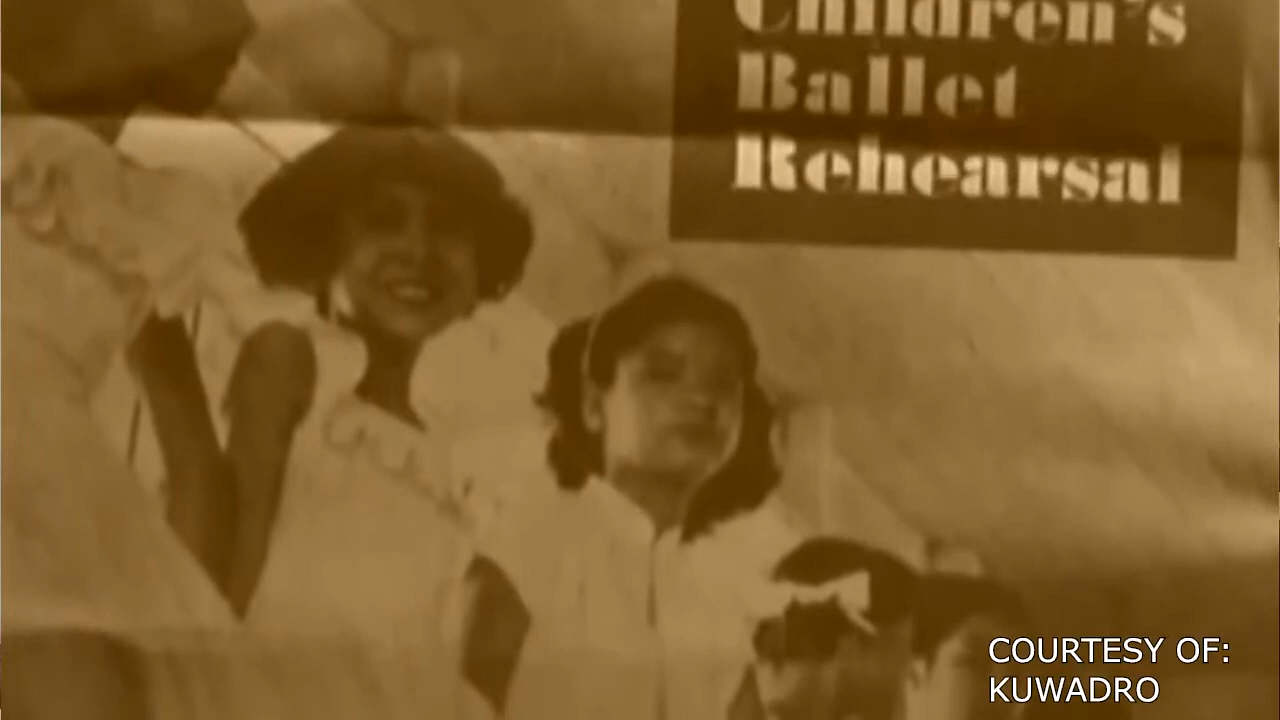 Children's
Ballet
Rehearsal
COURTESY OF:
KUWADRO